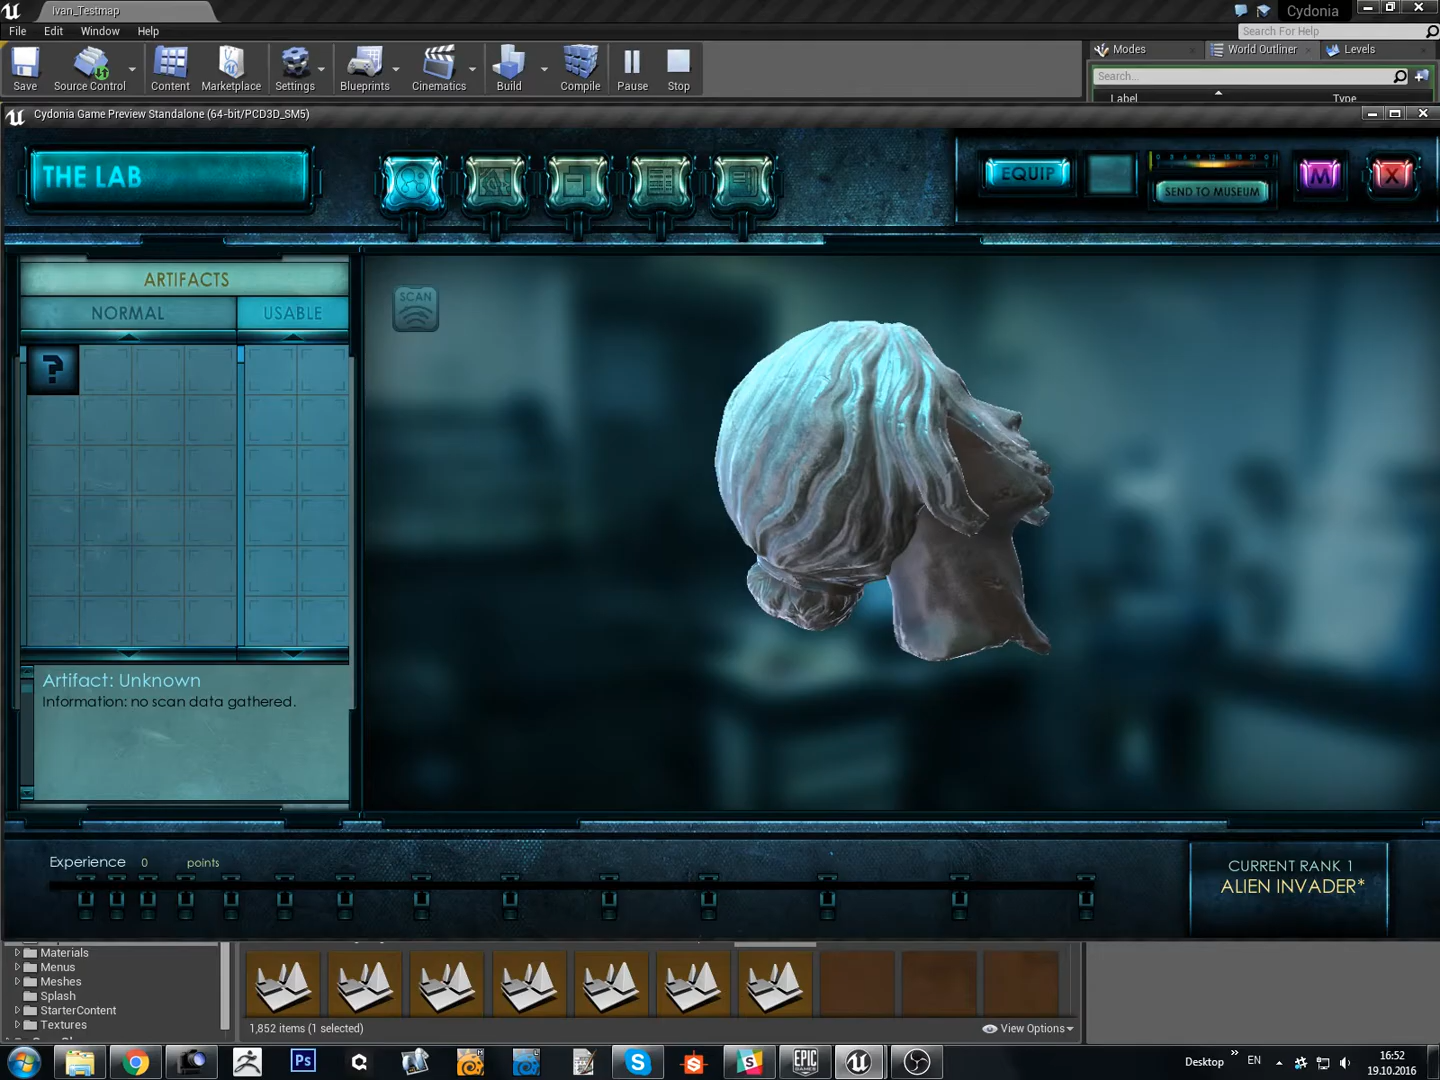 Ivan_Testmap
Cydonia
File Edit Window Help
Search For Help
Save Source Control Content Marketplace Settings Blueprints Cinematics Build Compile Pause Stop
Modes World Outliner Levels
Search...
Label Type
Cydonia Game Preview Standalone (64-bit/PCD3D_SM5)
THE LAB
EQUIP
SEND TO MUSEUM
M
X
ARTIFACTS
NORMAL USABLE
SCAN
?
Artifact: Unknown
Information: no scan data gathered.
Experience 0 points
CURRENT RANK 1
ALIEN INVADER*
Materials
Menus
Meshes
Splash
StarterContent
Textures
1,852 items (1 selected)
View Options
Ps
EPIC GAMES
Desktop
EN
16:52
19.10.2016